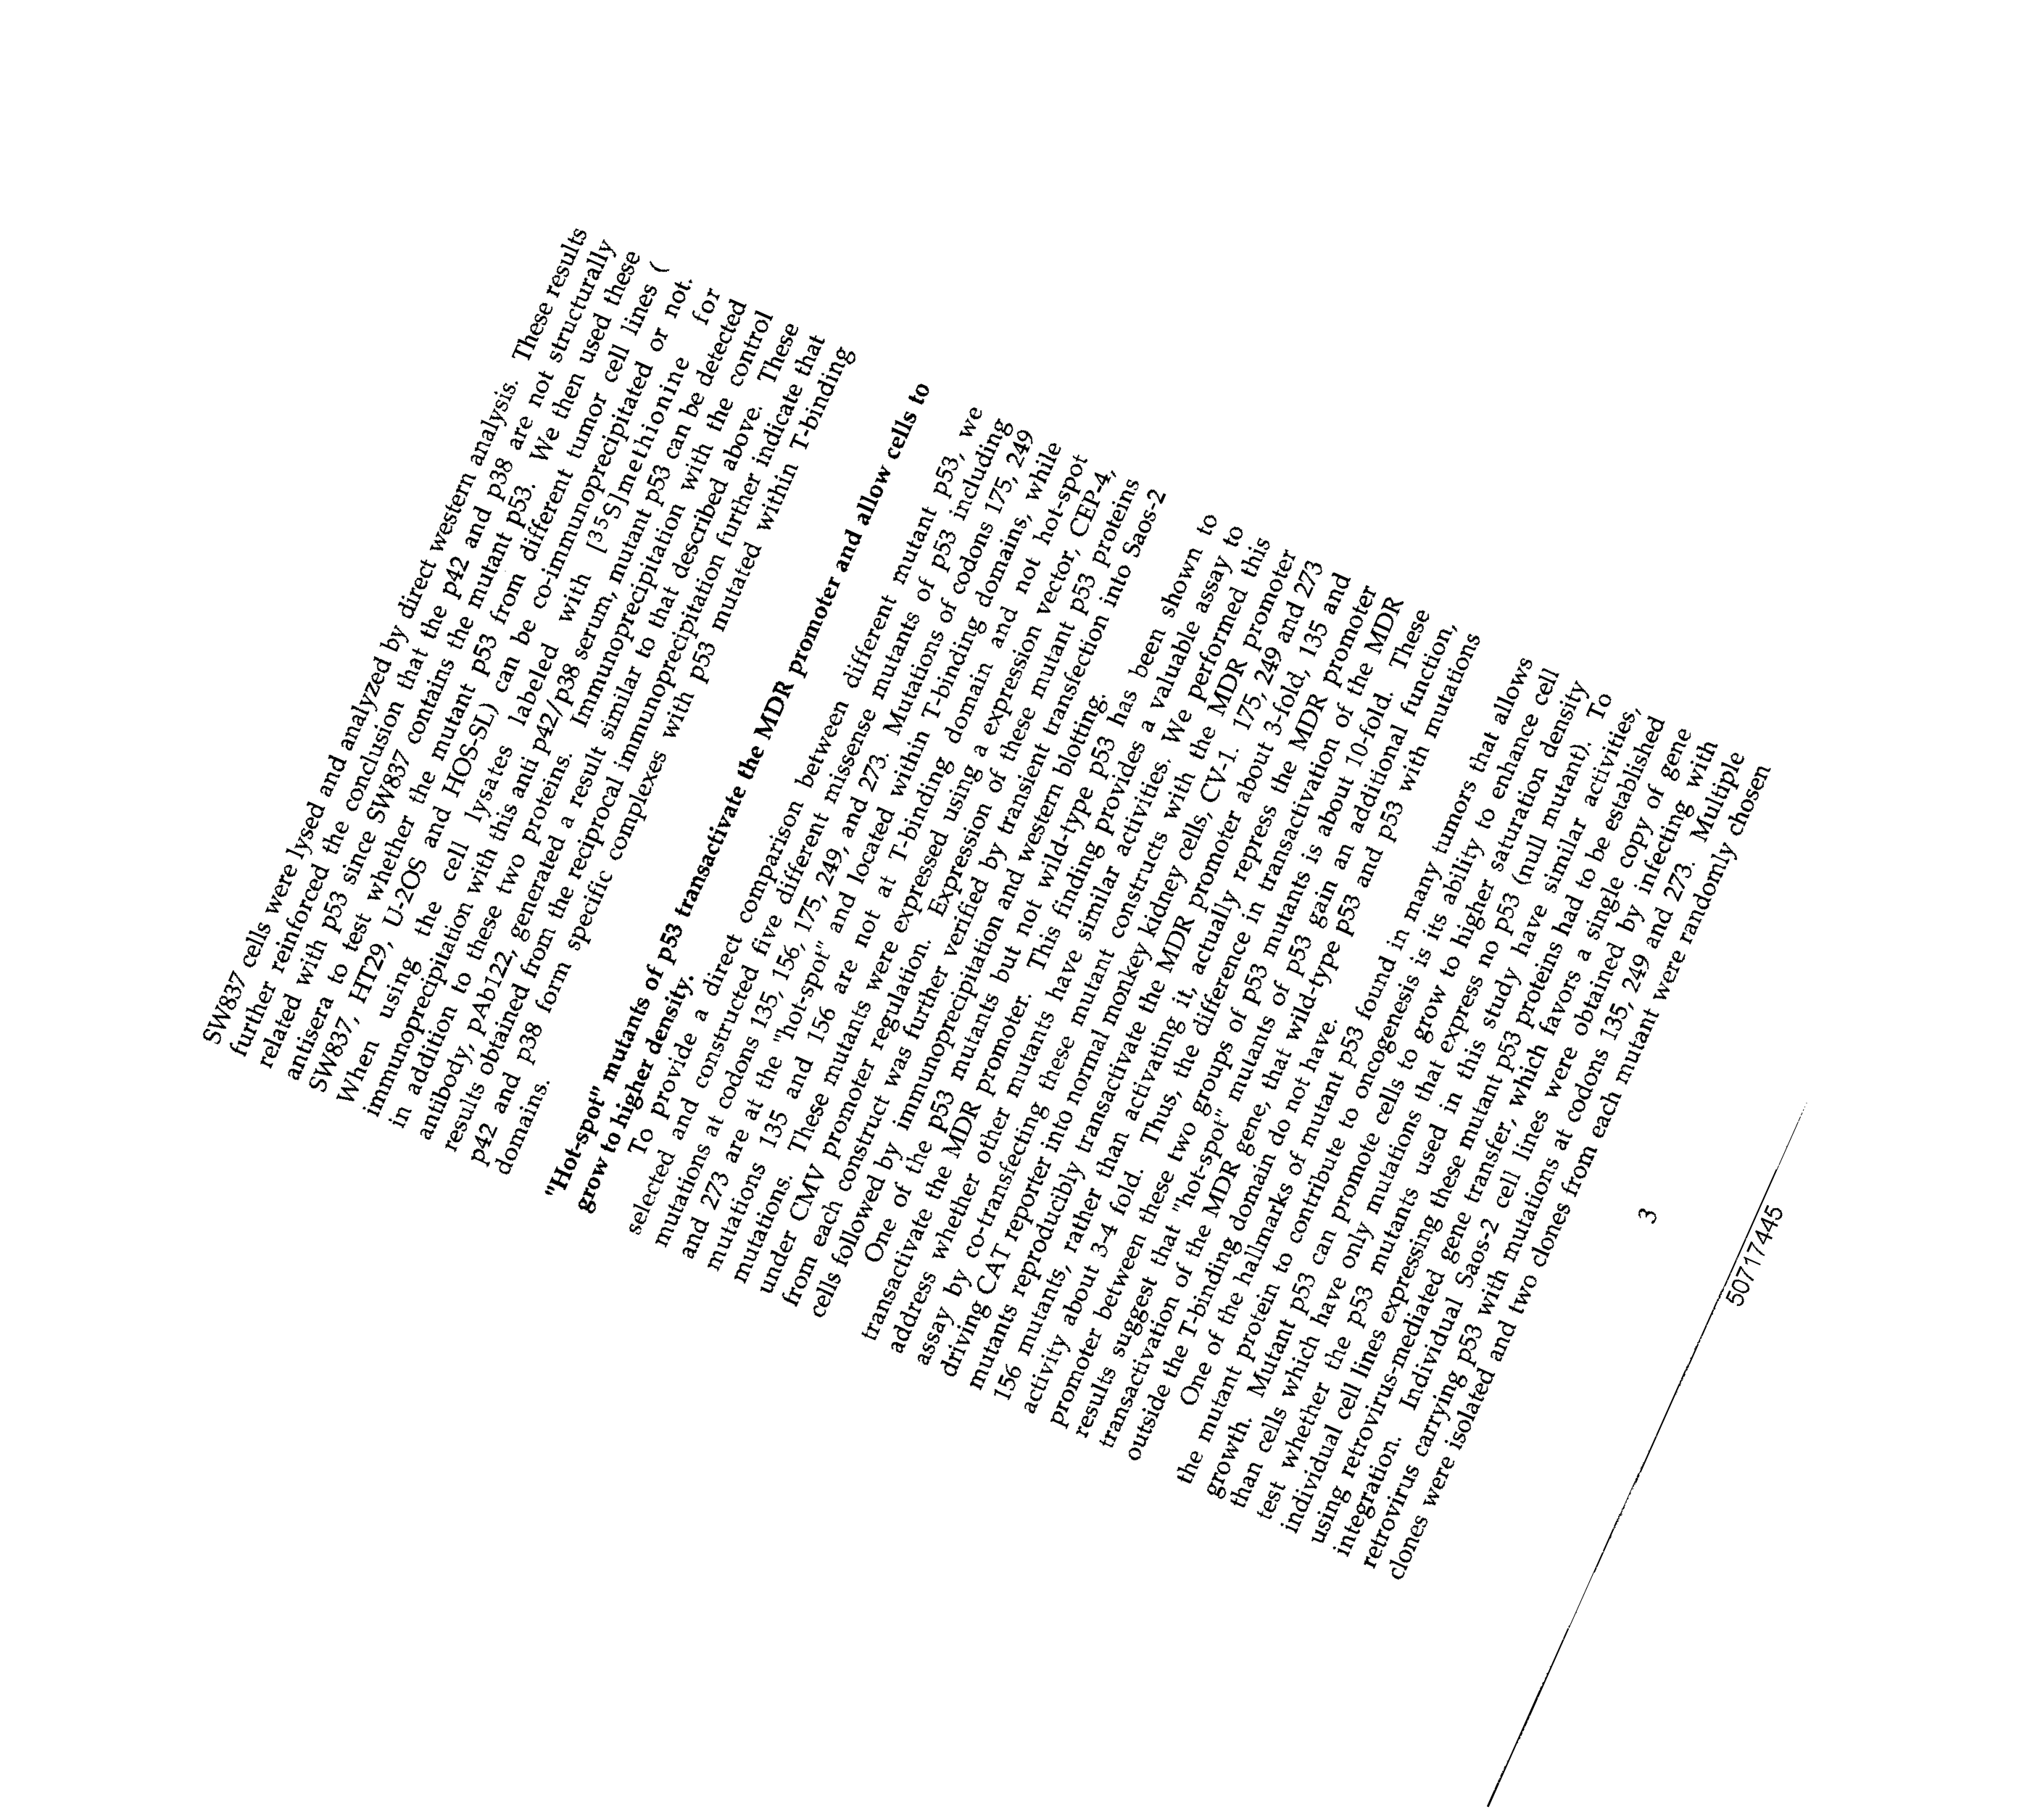 SW837 cells were lysed and analyzed by direct western analysis. These results
further reinforced the conclusion that the p42 and p38 are not structurally
related with p53 since SW837 contains the mutant p53. We then used these
antisera to test whether the mutant p53 from different tumor cell lines (
SW837, HT29, U-2OS and HOS-SL) can be co-immunoprecipitated or not.
When using the cell lysates labeled with [35S]methionine for
immunoprecipitation with this anti p42/p38 serum, mutant p53 can be detected
in addition to these two proteins. Immunoprecipitation with the control
antibody, pAb122, generated a result similar to that described above. These
results obtained from the reciprocal immunoprecipitation further indicate that
p42 and p38 form specific complexes with p53 mutated within T-binding
domains.
"Hot-spot" mutants of p53 transactivate the MDR promoter and allow cells to
grow to higher density.
To provide a direct comparison between different mutant p53, we
selected and constructed five different missense mutants of p53 including
mutations at codons 135, 156, 175, 249, and 273. Mutations of codons 175, 249
and 273 are at the "hot-spot" and located within T-binding domains, while
mutations 135 and 156 are not at T-binding domain and not hot-spot
mutations. These mutants were expressed using a expression vector, CEP-4,
under CMV promoter regulation. Expression of these mutant p53 proteins
from each construct was further verified by transient transfection into Saos-2
cells followed by immunoprecipitation and western blotting.
One of the p53 mutants but not wild-type p53 has been shown to
transactivate the MDR promoter. This finding provides a valuable assay to
address whether other mutants have similar activities. We performed this
assay by co-transfecting these mutant constructs with the MDR promoter
driving CAT reporter into normal monkey kidney cells, CV-1. 175, 249 and 273
mutants reproducibly transactivate the MDR promoter about 3-fold, 135 and
156 mutants, rather than activating it, actually repress the MDR promoter
activity about 3-4 fold. Thus, the difference in transactivation of the MDR
promoter between these two groups of p53 mutants is about 10-fold. These
results suggest that "hot-spot" mutants of p53 gain an additional function,
transactivation of the MDR gene, that wild-type p53 and p53 with mutations
outside the T-binding domain do not have.
One of the hallmarks of mutant p53 found in many tumors that allows
the mutant protein to contribute to oncogenesis is its ability to enhance cell
growth. Mutant p53 can promote cells to grow to higher saturation density
than cells which have only mutations that express no p53 (null mutant). To
test whether the p53 mutants used in this study have similar activities,
individual cell lines expressing these mutant p53 proteins had to be established
using retrovirus-mediated gene transfer, which favors a single copy of gene
integration. Individual Saos-2 cell lines were obtained by infecting with
retrovirus carrying p53 with mutations at codons 135, 249 and 273. Multiple
clones were isolated and two clones from each mutant were randomly chosen
3
50717445